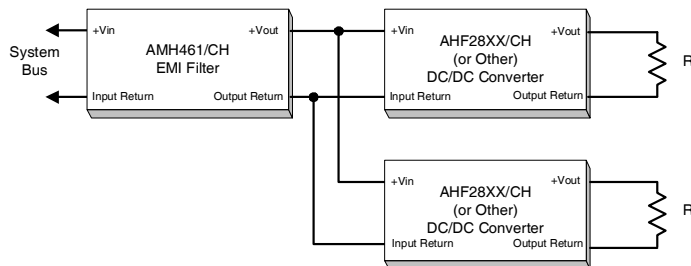 System
Bus
+Vin
AMH461/CH
EMI Filter
+Vout
Input Return
Output Return
+Vin
AHF28XX/CH
(or Other)
DC/DC Converter
+Vout
Input Return
Output Return
R
+Vin
AHF28XX/CH
(or Other)
DC/DC Converter
+Vout
Input Return
Output Return
R